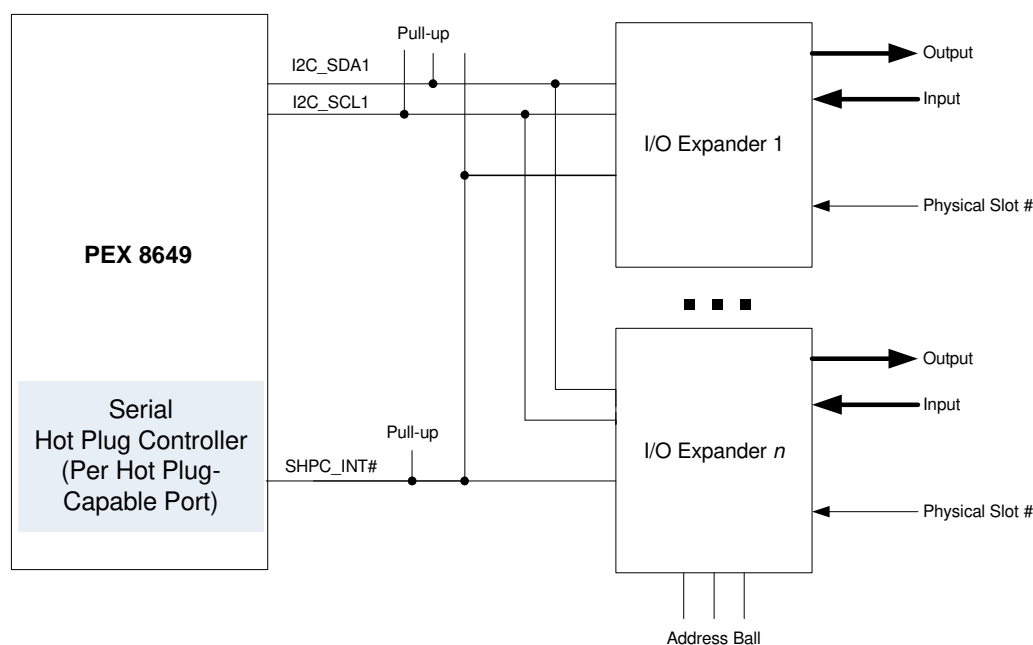 Pull-up
I2C_SDA1
I2C_SCL1
PEX 8649
Serial
Hot Plug Controller
(Per Hot Plug-
Capable Port)
Pull-up
SHPC_INT#
I/O Expander 1
Output
Input
Physical Slot #
I/O Expander n
Output
Input
Physical Slot #
Address Ball